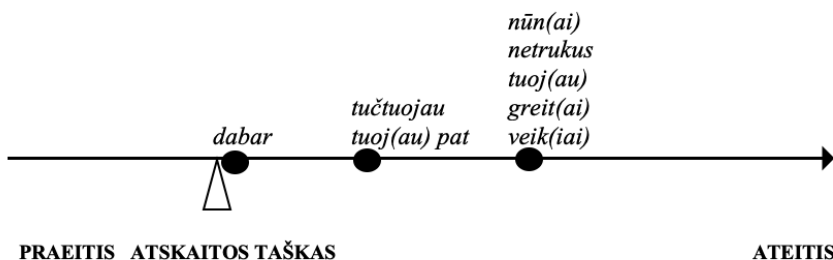 nūn(ai)
netrukus
tuoj(au)
greit(ai)
veik(iai)
tučtuojau
tuoj(au) pat
dabar
PRAEITIS ATSKAITOS TAŠKAS
ATEITIS